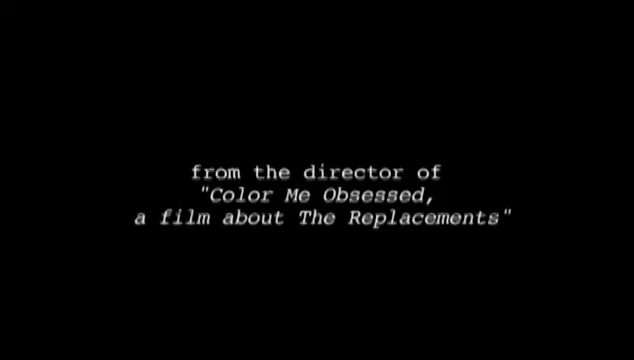 from the director of
"Color Me Obsessed,
a film about The Replacements"